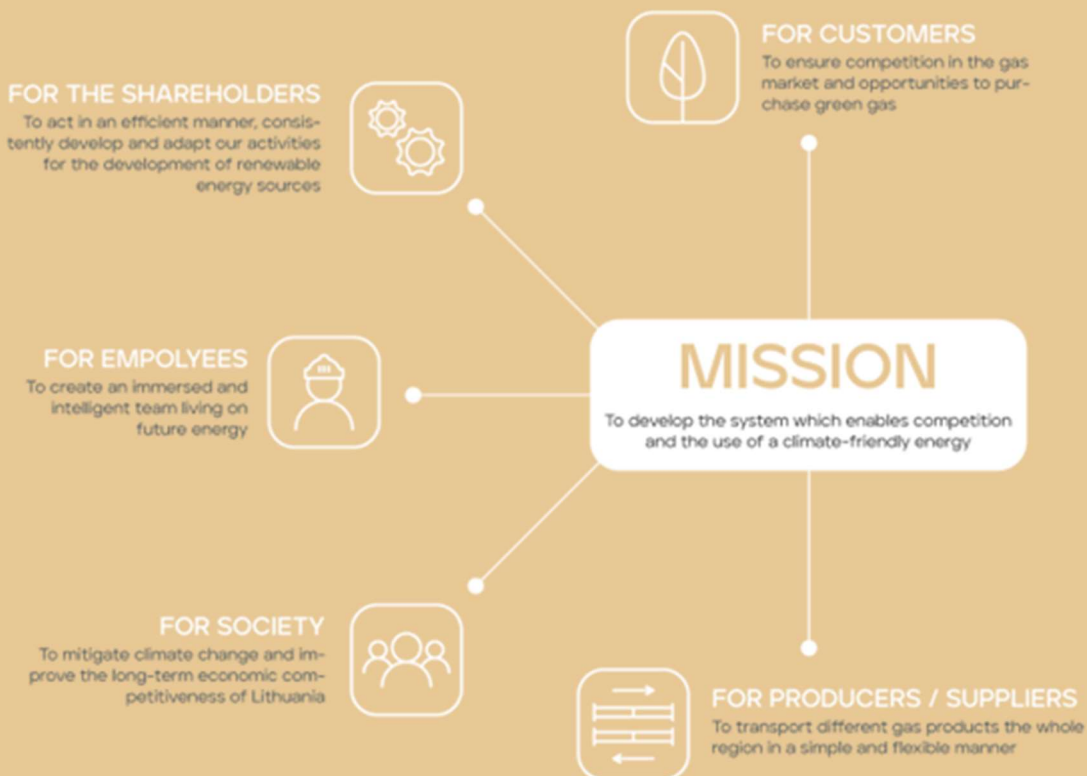 FOR CUSTOMERS
To ensure competition in the gas
market and opportunities to pur-
chase green gas
FOR THE SHAREHOLDERS
To act in an efficient manner, consis-
tently develop and adapt our activities
for the development of renewable
energy sources
FOR EMPOLYEES
To create an immersed and
intelligent team living on
future energy
MISSION
To develop the system which enables competition
and the use of a climate-friendly energy
FOR SOCIETY
To mitigate climate change and im-
prove the long-term economic com-
petitiveness of Lithuania
FOR PRODUCERS / SUPPLIERS
To transport different gas products the whole
region in a simple and flexible manner